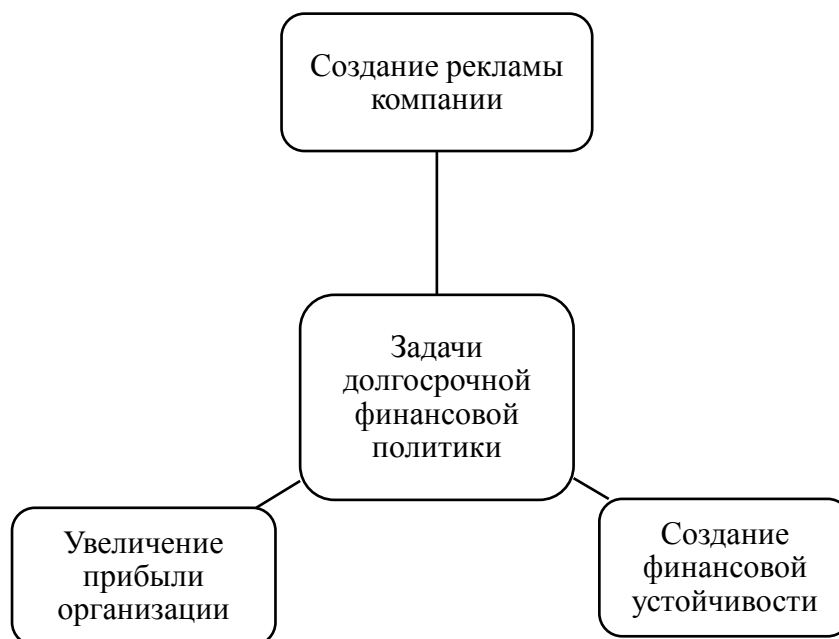 Создание рекламы
компании
Задачи
долгосрочной
финансовой
политики
Увеличение
прибыли
организации
Создание
финансовой
устойчивости